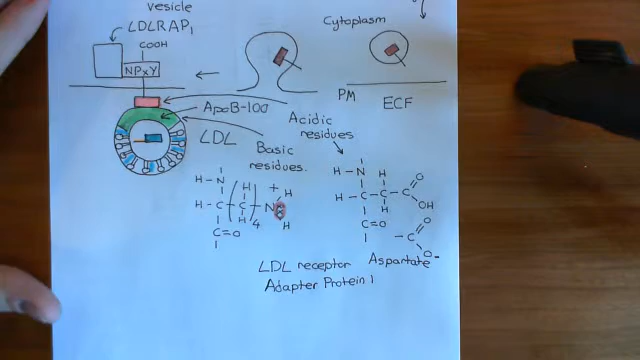 vesicle
LDLRAP1
COOH
NPxY
Cytoplasm
PM
ECF
ApoB-100
LDL
Acidic
residues
Basic
residues.
H-N
H
+
H
H-C
C
N
H
H
4
C=O
H-N
H
O
H-C-C-C
OH
H
C=O
O
-C
O-
LDL receptor
Adapter Protein 1
Aspartate